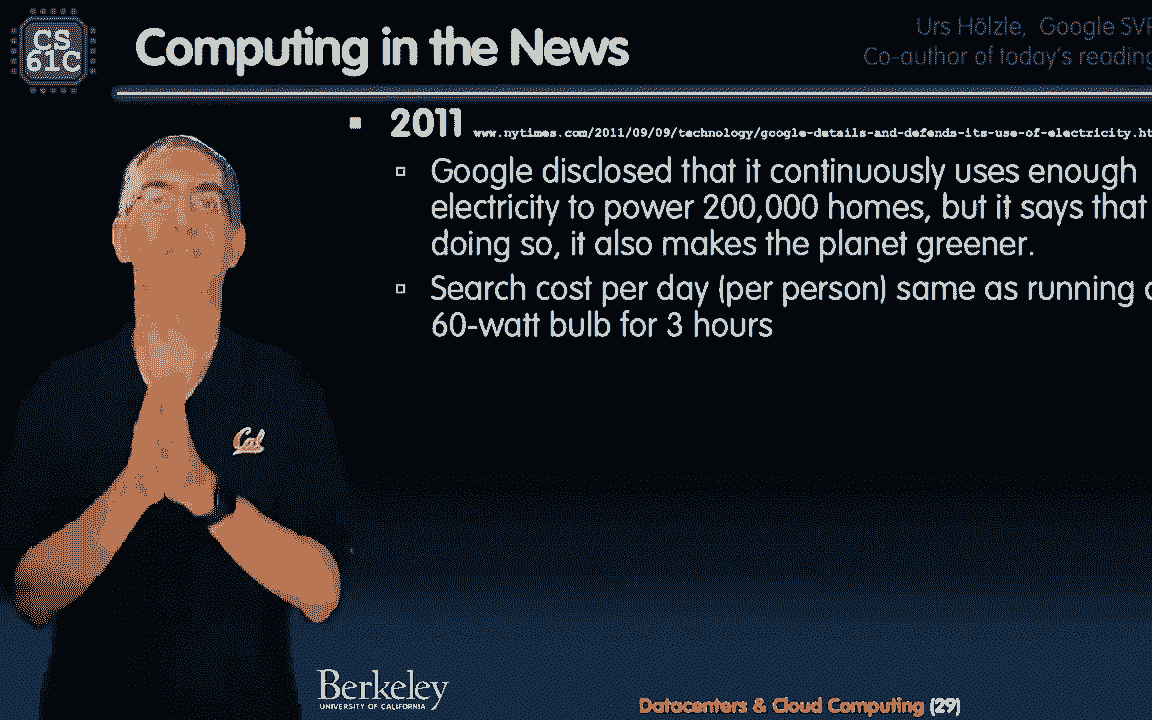 CS
61C
Computing in the News
Urs Hölzle, Google SVP
Co-author of today's reading
2011 www.nytimes.com/2011/09/09/technology/google-details-and-defends-its-use-of-electricity.ht
Google disclosed that it continuously uses enough
electricity to power 200,000 homes, but it says that
doing so, it also makes the planet greener.
Search cost per day (per person) same as running a
60-watt bulb for 3 hours
Cal
Berkeley
UNIVERSITY OF CALIFORNIA
Datacenters & Cloud Computing (29)